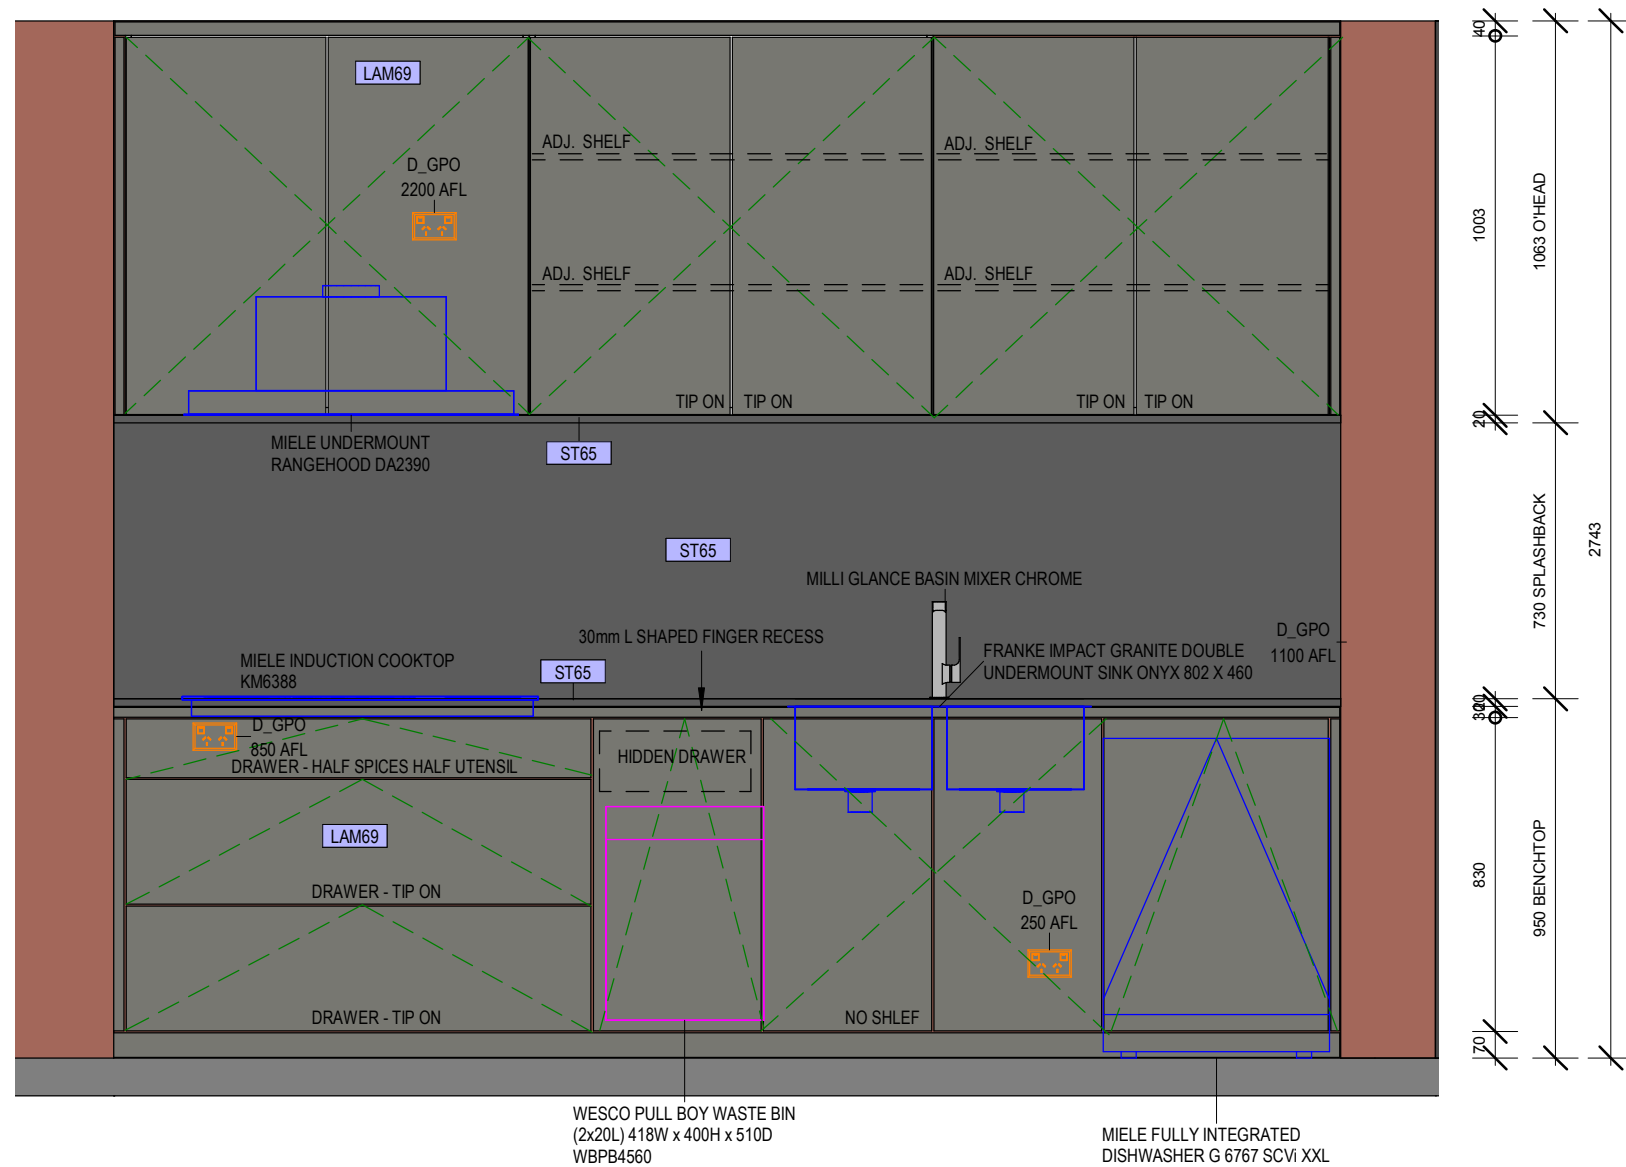 LAM69
D_GPO
2200 AFL
ADJ. SHELF
ADJ. SHELF
ADJ. SHELF
ADJ. SHELF
TIP ON
TIP ON
TIP ON
TIP ON
MIELE UNDERMOUNT
RANGEHOOD DA2390
ST65
ST65
MILLI GLANCE BASIN MIXER CHROME
30mm L SHAPED FINGER RECESS
D_GPO
1100 AFL
FRANKE IMPACT GRANITE DOUBLE
UNDERMOUNT SINK ONYX 802 X 460
MIELE INDUCTION COOKTOP
KM6388
ST65
D_GPO
850 AFL
DRAWER - HALF SPICES HALF UTENSIL
HIDDEN DRAWER
LAM69
DRAWER - TIP ON
D_GPO
250 AFL
DRAWER - TIP ON
NO SHLEF
WESCO PULL BOY WASTE BIN
(2x20L) 418W x 400H x 510D
WBPB4560
MIELE FULLY INTEGRATED
DISHWASHER G 6767 SCVi XXL
40
1003
20
20
30
830
70
1063 O'HEAD
730 SPLASHBACK
950 BENCHTOP
2743